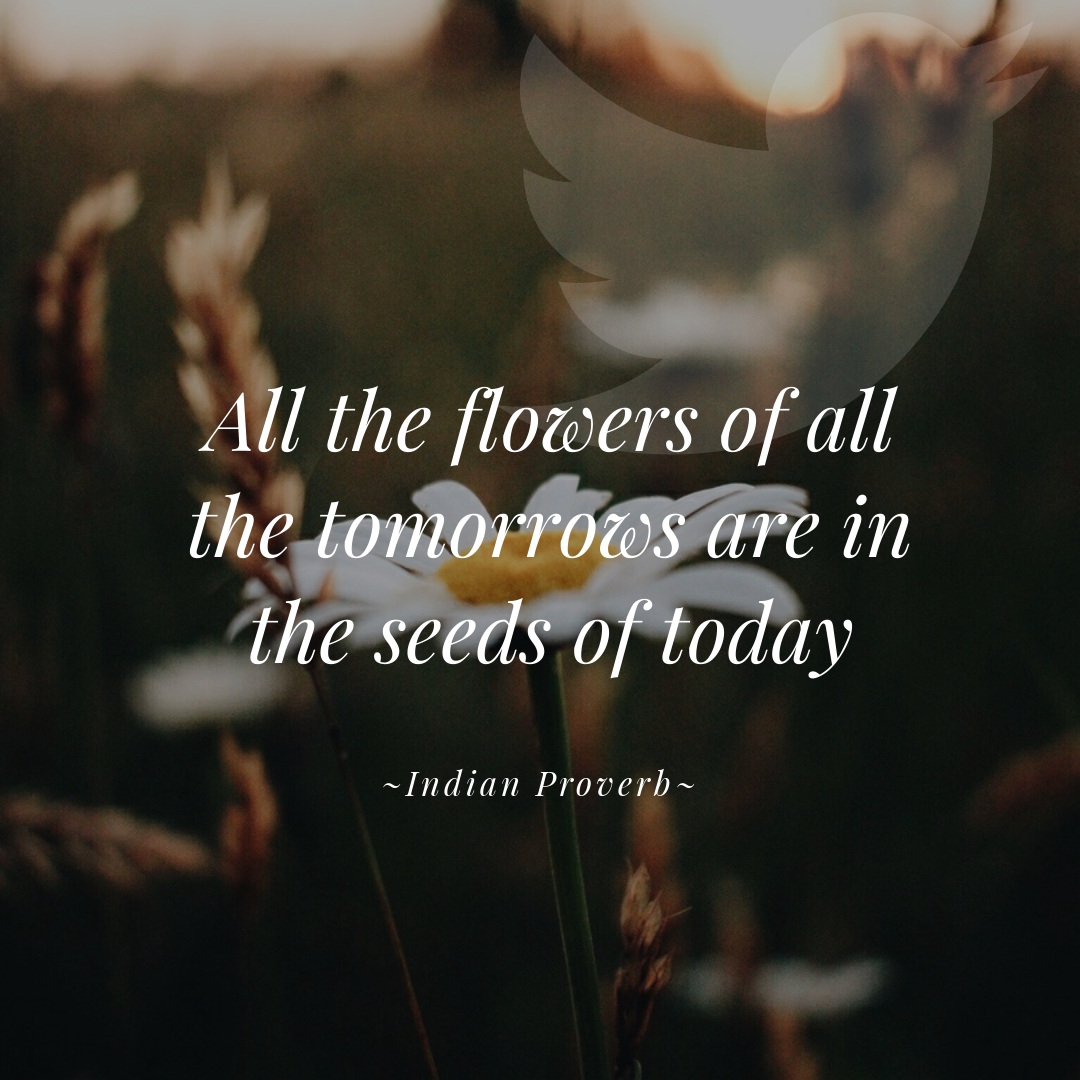 All the flowers of all
the tomorrows are in
the seeds of today
~Indian Proverb~